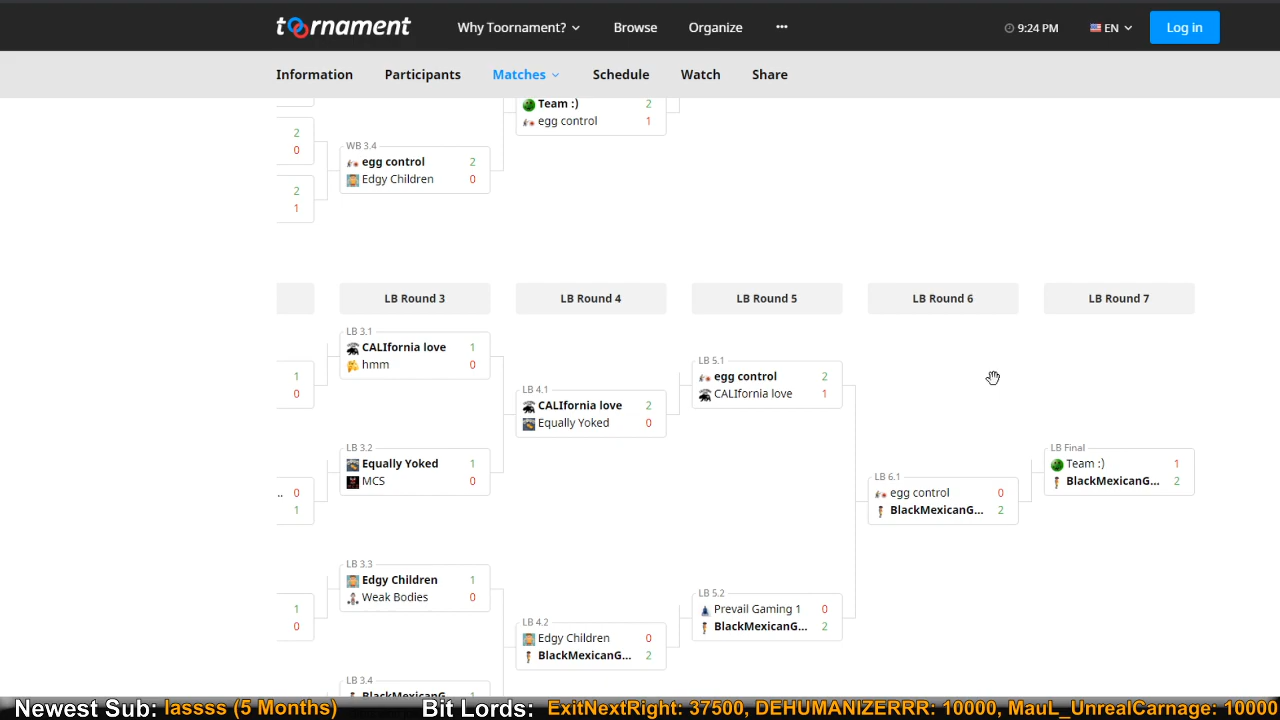 toornament
Why Toornament?
Browse
Organize
•••
9:24 PM
EN
Log in
Information
Participants
Matches
Schedule
Watch
Share
Team :) 2
egg control 1
2
0
WB 3.4
egg control 2
Edgy Children 0
2
1
LB Round 3
LB Round 4
LB Round 5
LB Round 6
LB Round 7
LB 3.1
CALIfornia love 1
hmm 0
1
0
LB 4.1
CALIfornia love 2
Equally Yoked 0
LB 5.1
egg control 2
CALIfornia love 1
LB 3.2
Equally Yoked 1
MCS 0
... 0
1
LB 6.1
egg control 0
BlackMexicanG... 2
LB Final
Team :) 1
BlackMexicanG... 2
LB 3.3
Edgy Children 1
Weak Bodies 0
1
0
LB 4.2
Edgy Children 0
BlackMexicanG... 2
LB 5.2
Prevail Gaming 1 0
BlackMexicanG... 2
LB 3.4
BlackMexicanG... 1
Newest Sub: lassss (5 Months)
Bit Lords: ExitNextRight: 37500, DEHUMANIZERRR: 10000, MauL_UnrealCarnage: 10000